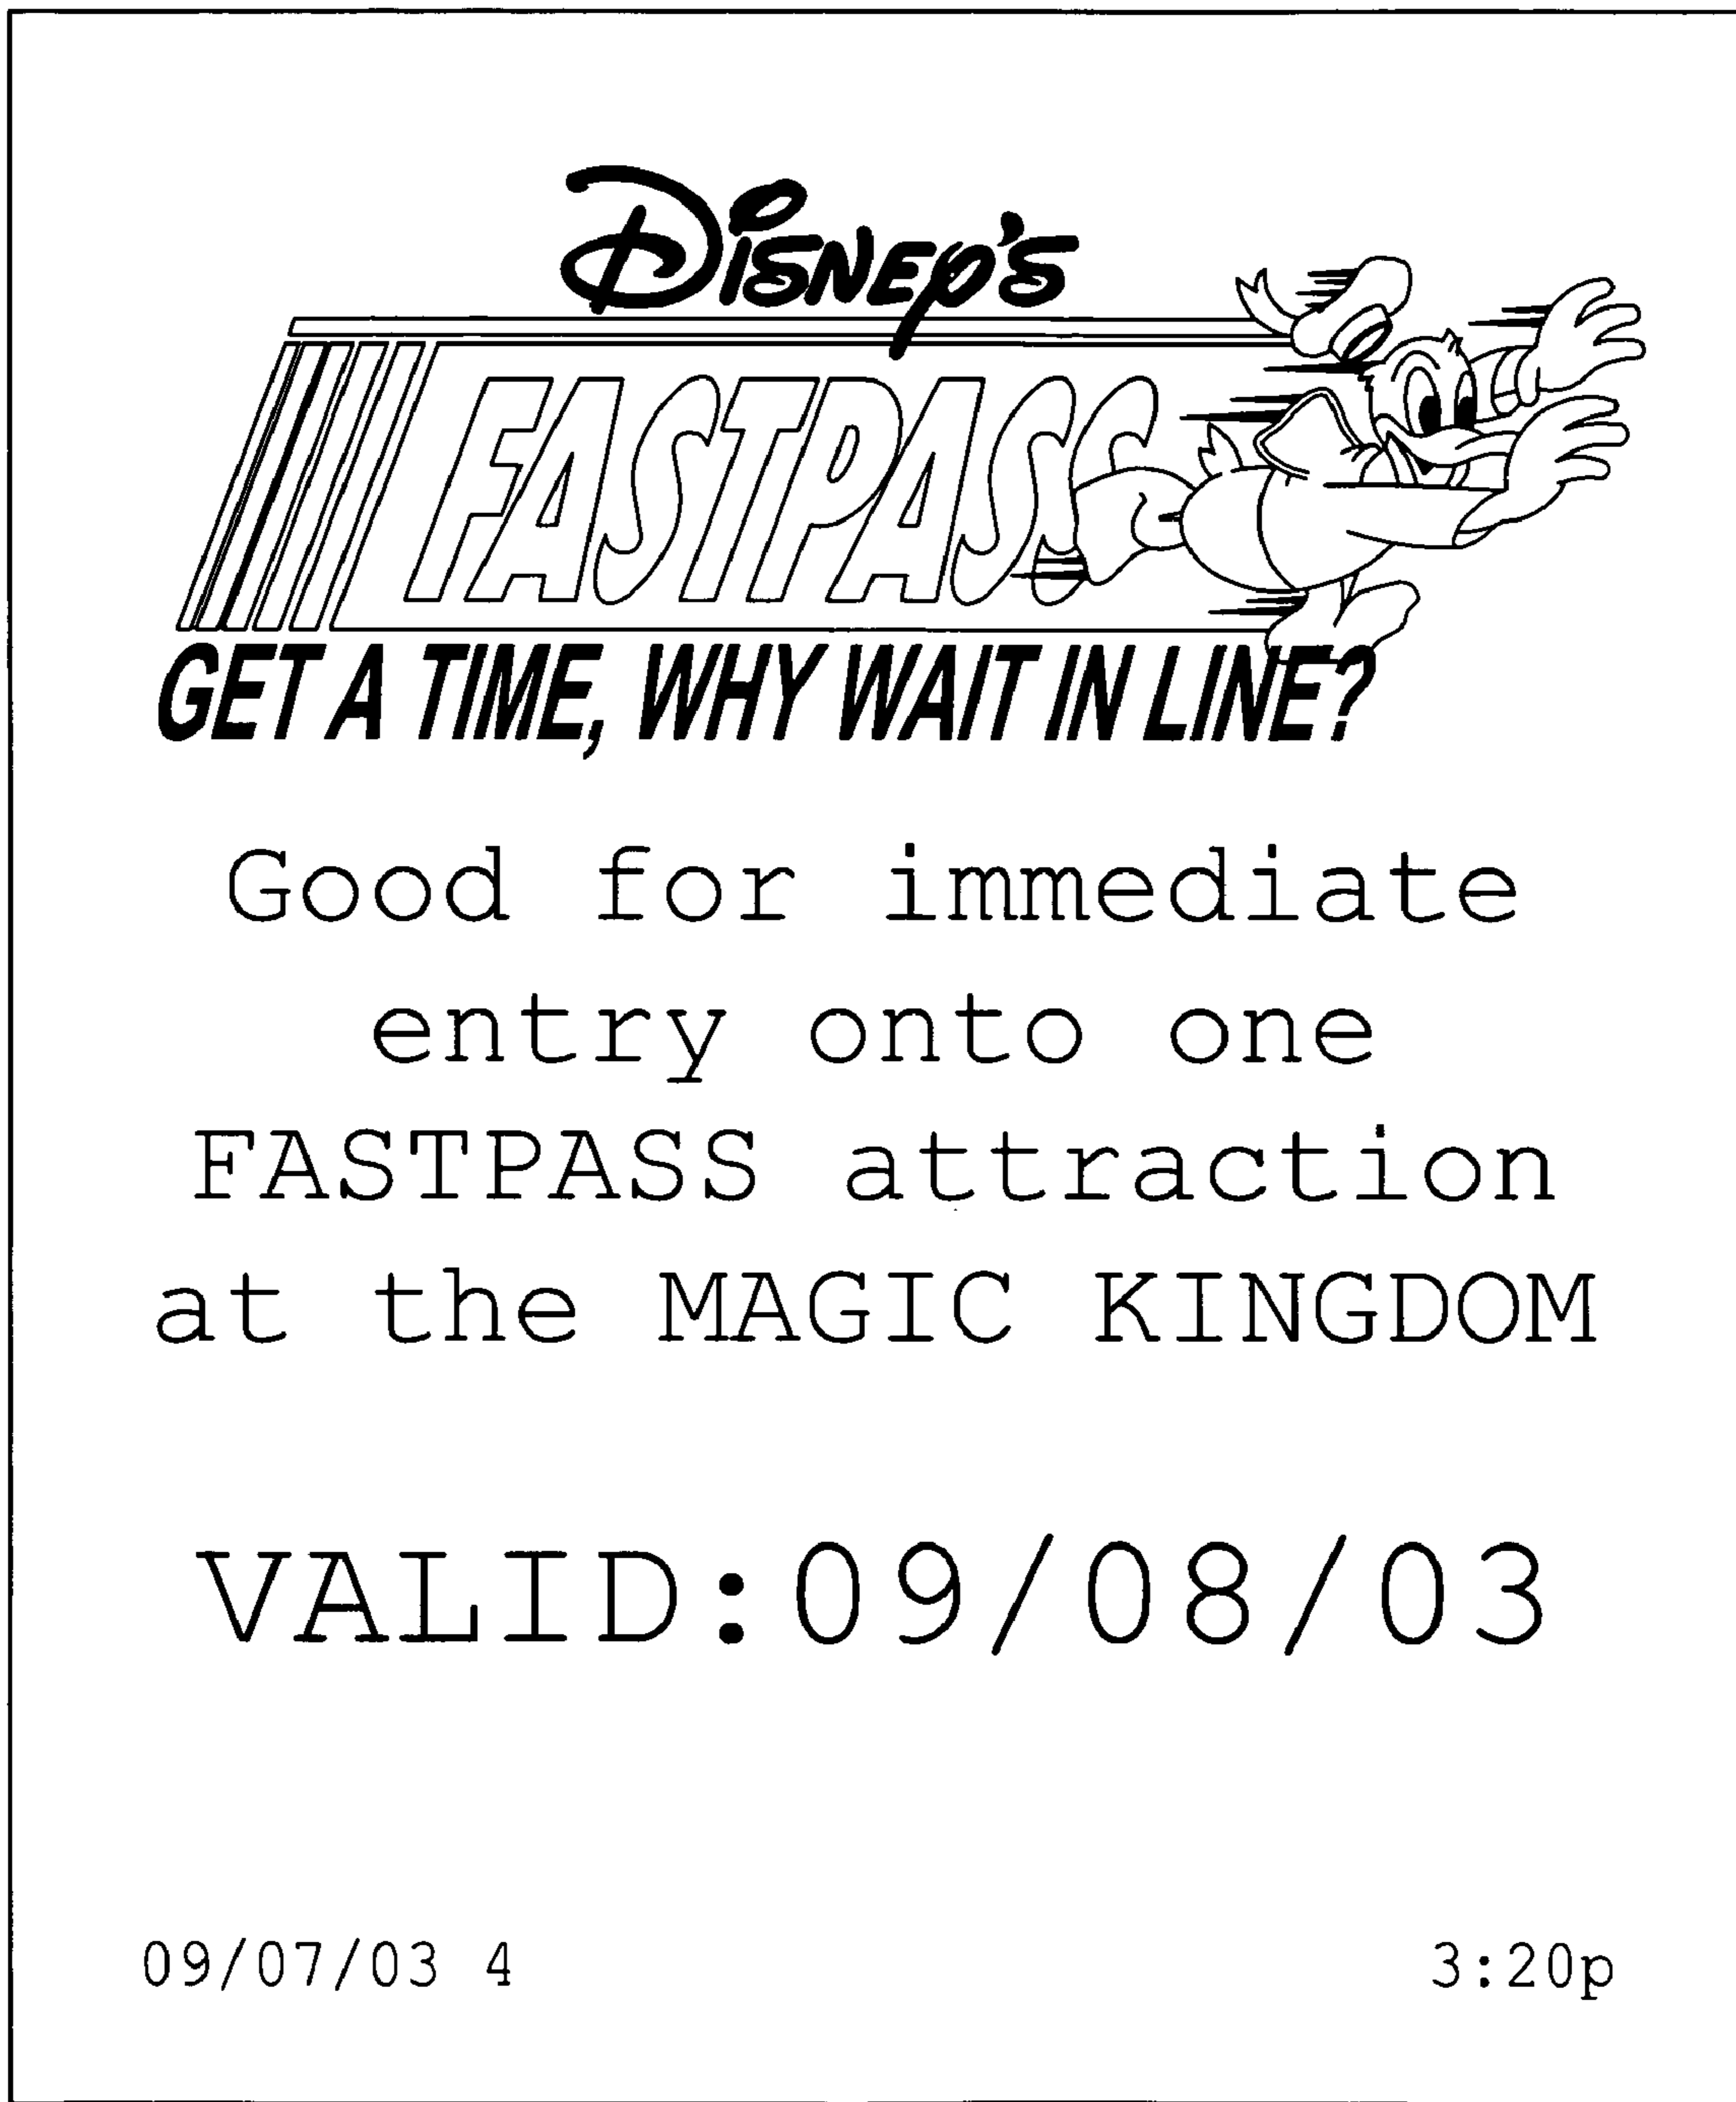 DISNEY'S
FASTPASS
GET A TIME, WHY WAIT IN LINE?
Good for immediate
entry onto one
FASTPASS attraction
at the MAGIC KINGDOM
VALID:09/08/03
09/07/03 4 3:20p